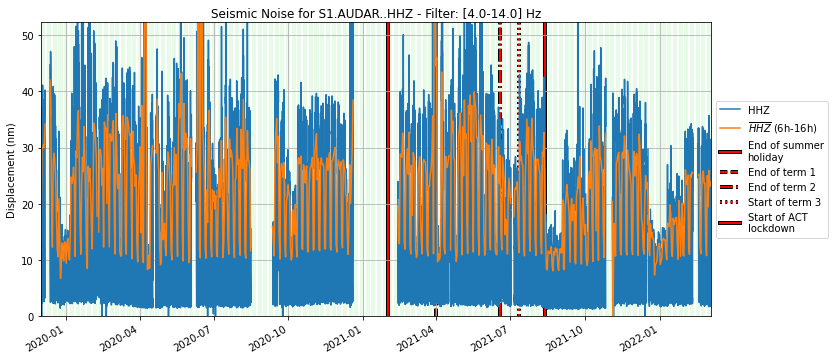 Seismic Noise for S1.AUDAR..HHZ - Filter: [4.0-14.0] Hz
Displacement (nm)
50
40
30
20
10
0
2020-01
2020-04
2020-07
2020-10
2021-01
2021-04
2021-07
2021-10
2022-01
HHZ
HHZ (6h-16h)
End of summer
holiday
End of term 1
End of term 2
Start of term 3
Start of ACT
lockdown